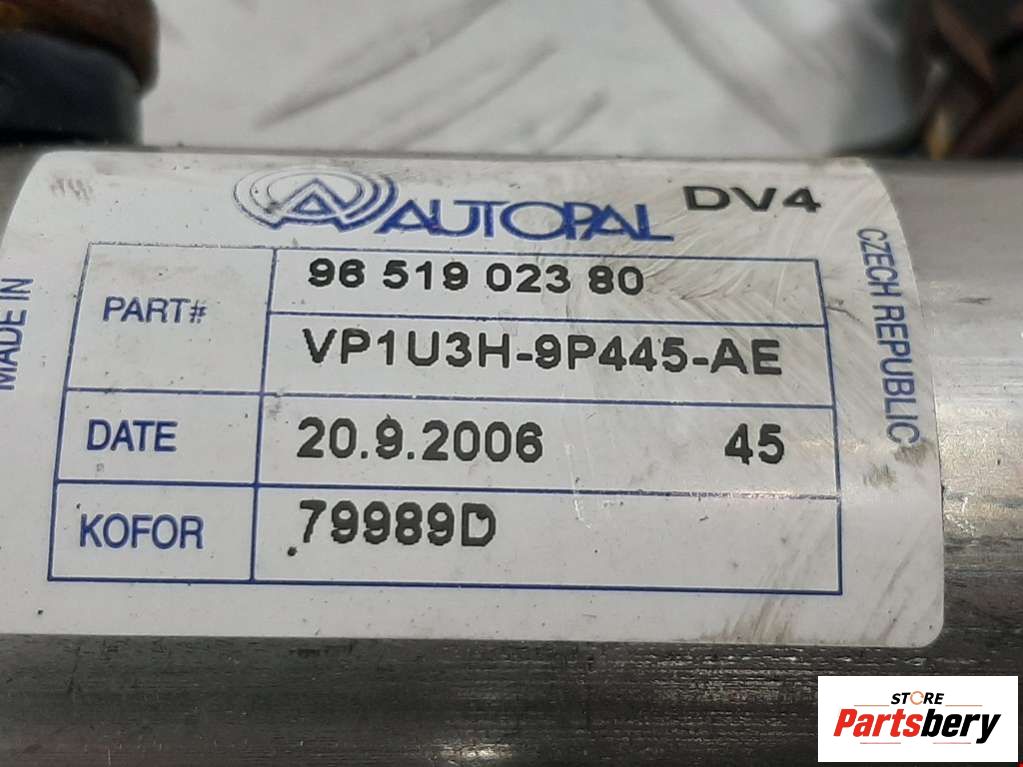 AUTOPAL DV4
MADE IN
PART# 96 519 023 80
VP1U3H-9P445-AE
DATE 20.9.2006 45
KOFOR 79989D
CZECH REPUBLIC
STORE
Partsbery